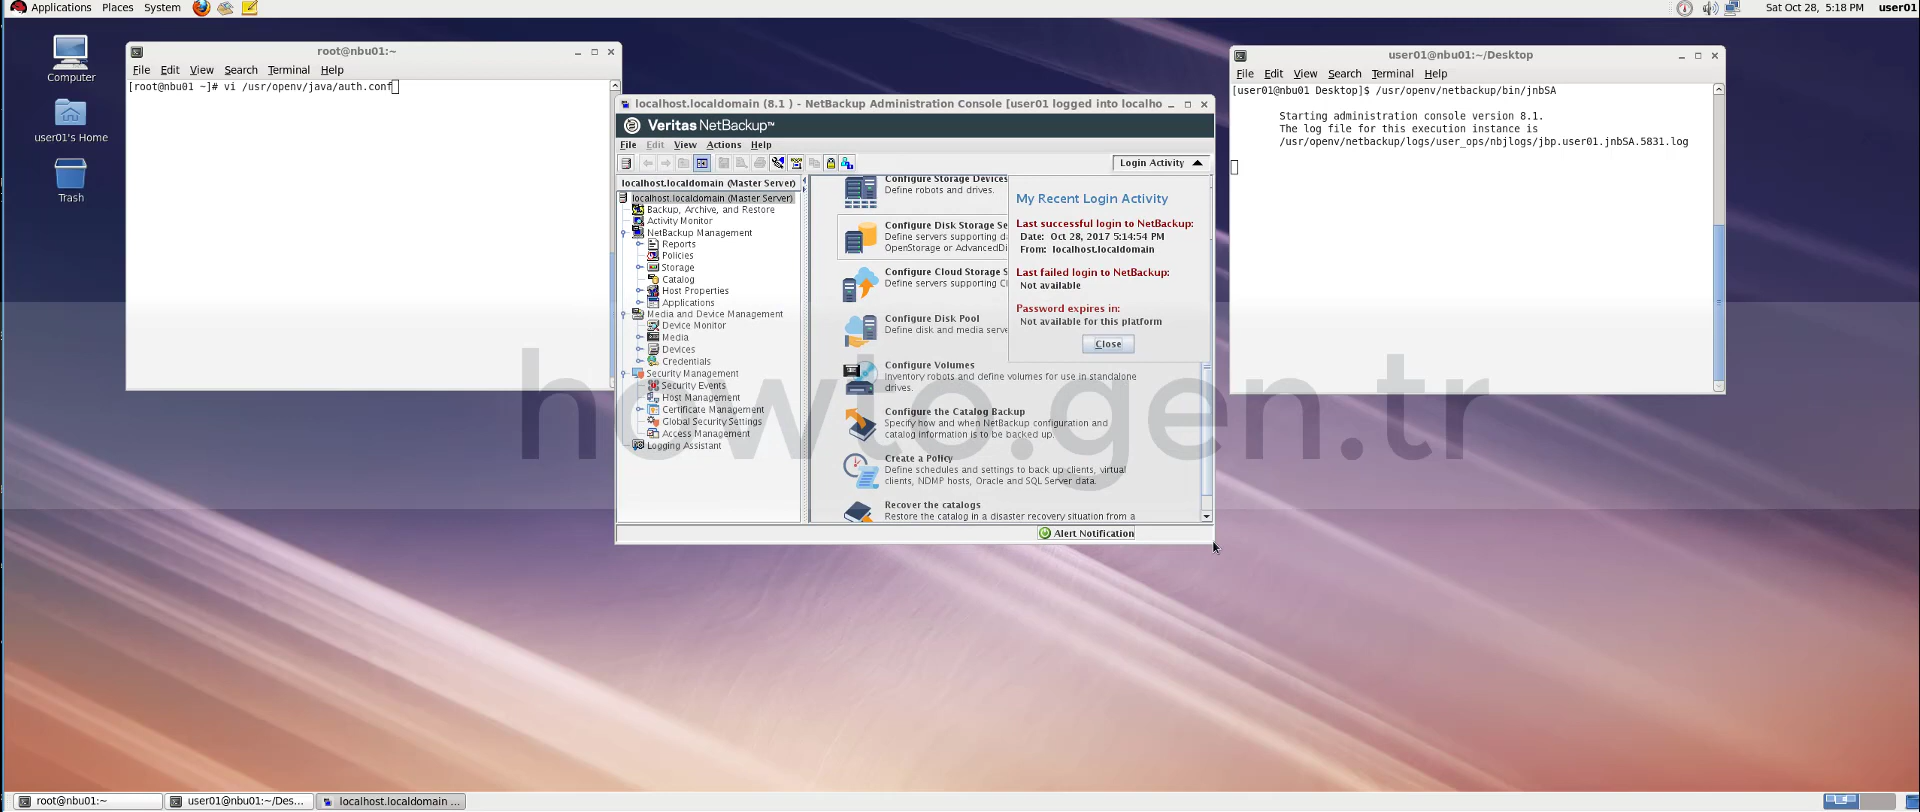 Applications Places System
Sat Oct 28, 5:18 PM user01
Computer
user01's Home
Trash
root@nbu01:~
File Edit View Search Terminal Help
[root@nbu01 ~]# vi /usr/openv/java/auth.conf
localhost.localdomain (8.1 ) - NetBackup Administration Console [user01 logged into localho
Veritas NetBackup™
File Edit View Actions Help
Login Activity
localhost.localdomain (Master Server)
localhost.localdomain (Master Server)
Backup, Archive, and Restore
Activity Monitor
NetBackup Management
Reports
Policies
Storage
Catalog
Host Properties
Applications
Media and Device Management
Device Monitor
Media
Devices
Credentials
Security Management
Security Events
Host Management
Certificate Management
Global Security Settings
Access Management
Logging Assistant
Configure Storage Devices
Define robots and drives.
Configure Disk Storage Se
Define servers supporting d
OpenStorage or AdvancedDi
Configure Cloud Storage S
Define servers supporting Cl
Configure Disk Pool
Define disk and media serve
Configure Volumes
Inventory robots and define volumes for use in standalone
drives.
Configure the Catalog Backup
Specify how and when NetBackup configuration and
catalog information is to be backed up.
Create a Policy
Define schedules and settings to back up clients, virtual
clients, NDMP hosts, Oracle and SQL Server data.
Recover the catalogs
Restore the catalog in a disaster recovery situation from a
My Recent Login Activity
Last successful login to NetBackup:
Date: Oct 28, 2017 5:14:54 PM
From: localhost.localdomain
Last failed login to NetBackup:
Not available
Password expires in:
Not available for this platform
Close
Alert Notification
user01@nbu01:~/Desktop
File Edit View Search Terminal Help
[user01@nbu01 Desktop]$ /usr/openv/netbackup/bin/jnbSA
Starting administration console version 8.1.
The log file for this execution instance is
/usr/openv/netbackup/logs/user_ops/nbjlogs/jbp.user01.jnbSA.5831.log
howto.gen.tr
root@nbu01:~
user01@nbu01:~/Des...
localhost.localdomain ...